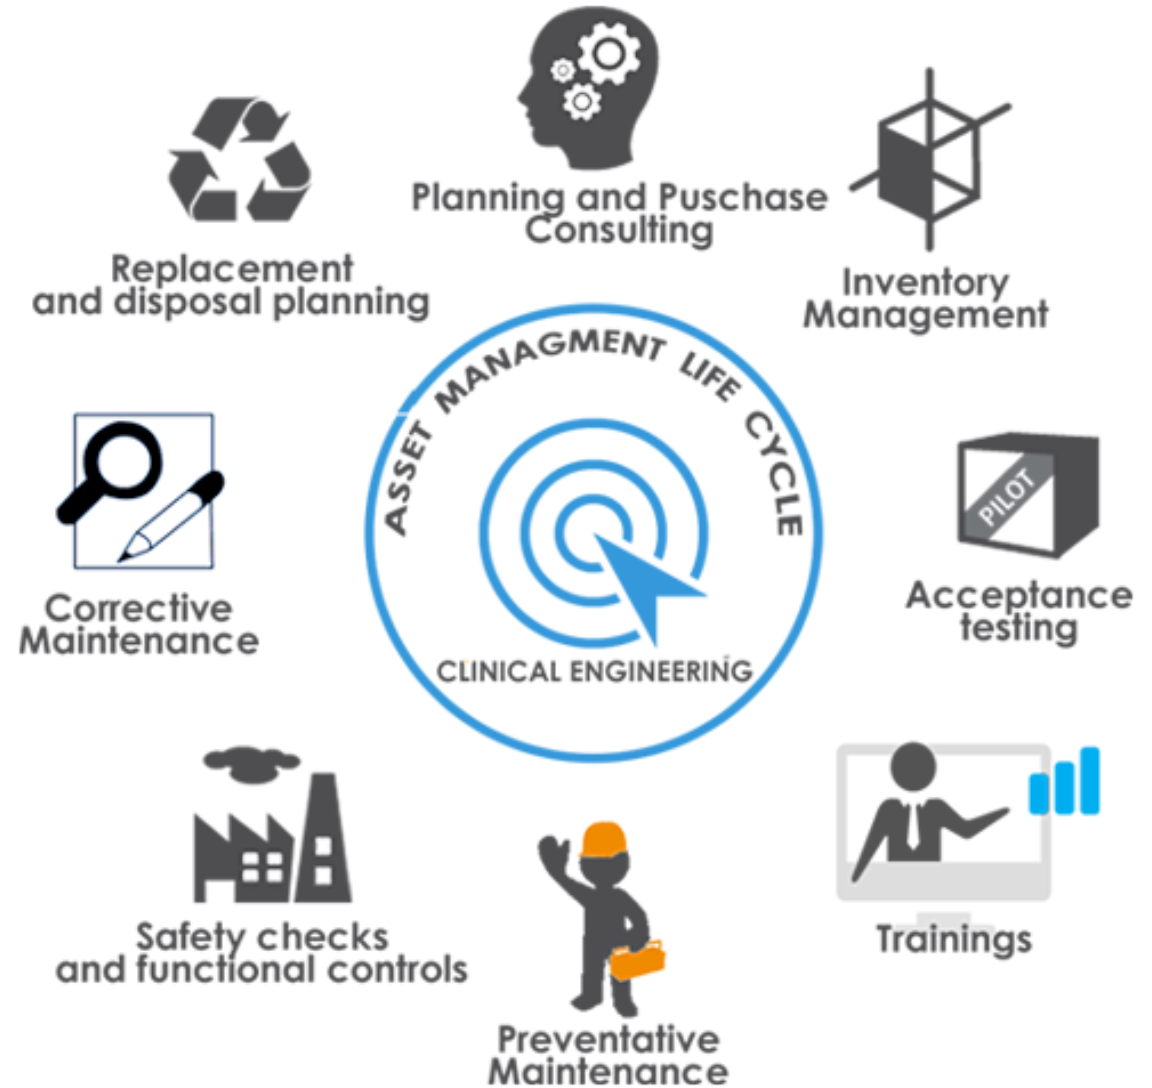 Planning and Puschase
Consulting
Inventory
Management
Replacement
and disposal planning
ASSET MANAGMENT LIFE CYCLE
PILOT
Acceptance
testing
Corrective
Maintenance
CLINICAL ENGINEERING
Trainings
Safety checks
and functional controls
Preventative
Maintenance